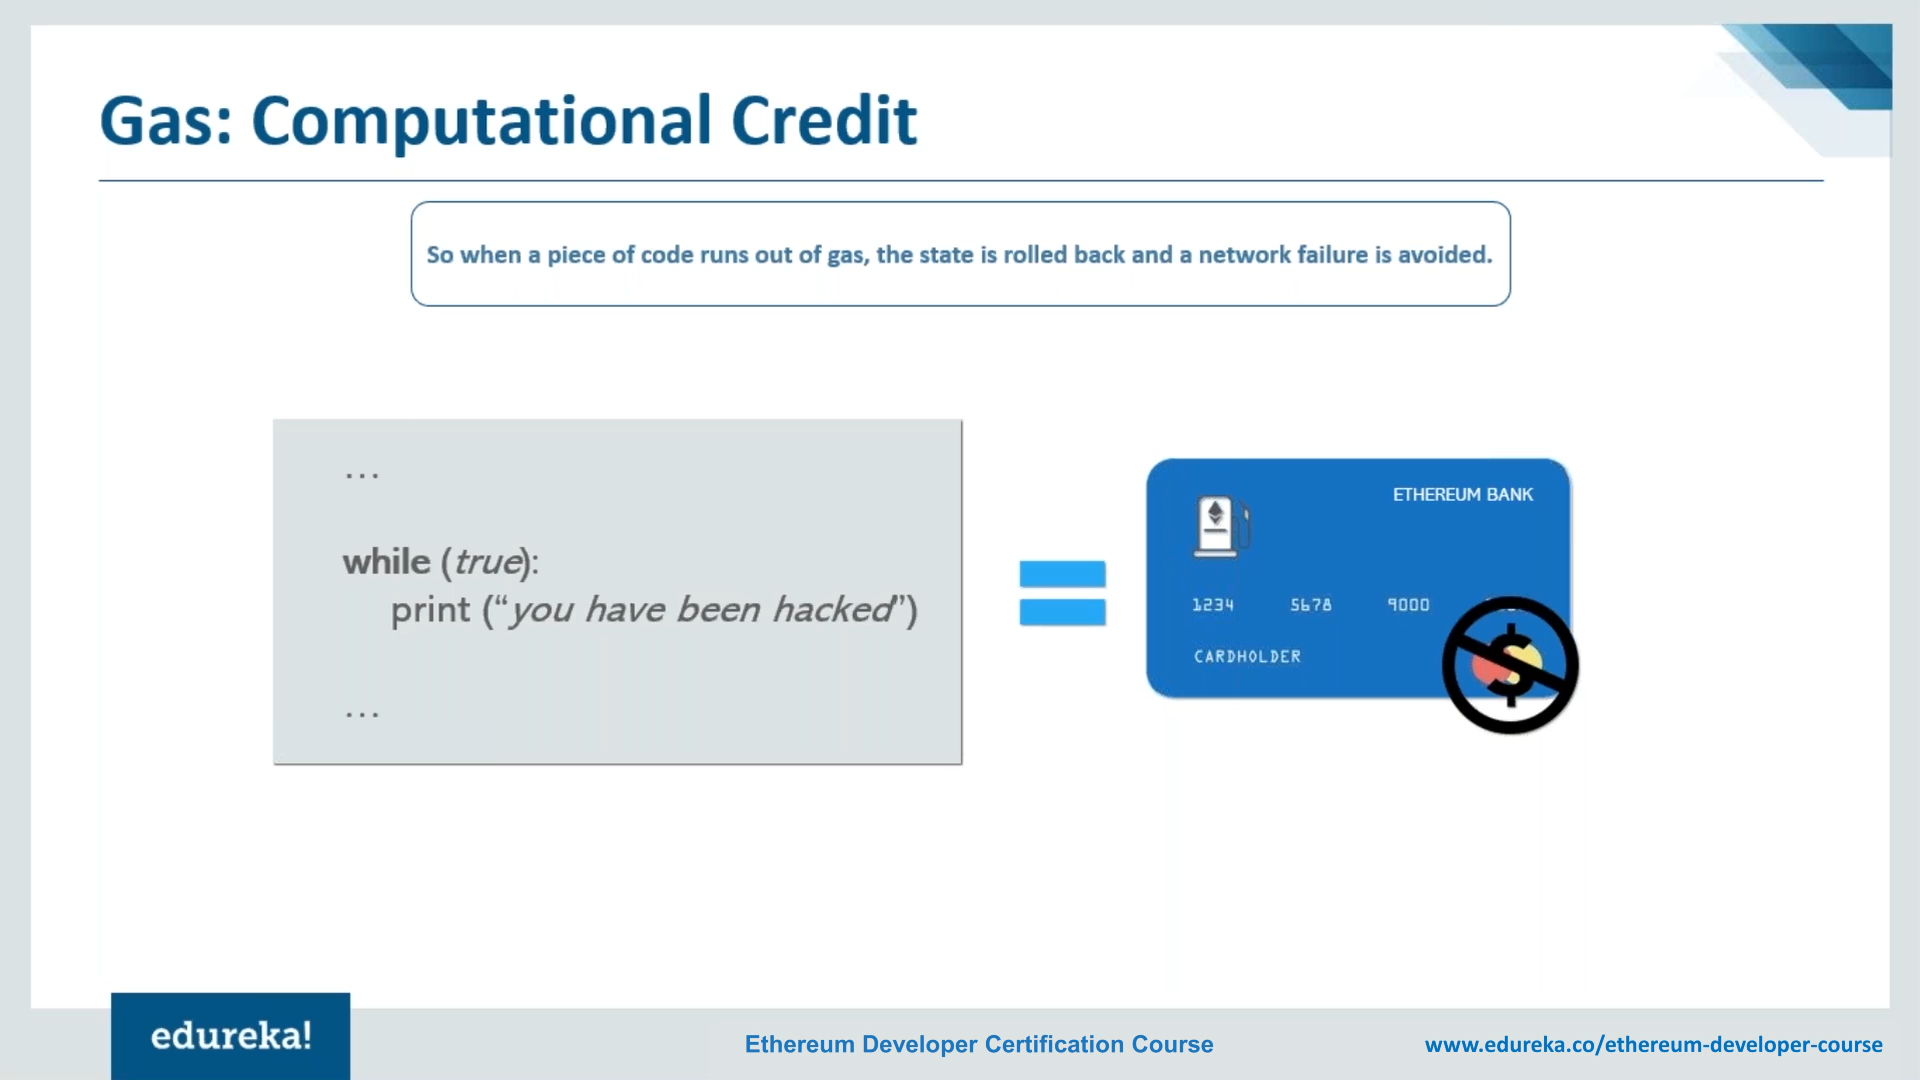 Gas: Computational Credit
So when a piece of code runs out of gas, the state is rolled back and a network failure is avoided.
...
while (true):
print (“you have been hacked”)
...
ETHEREUM BANK
1234 5678 9000
CARDHOLDER
$
edureka!
Ethereum Developer Certification Course
www.edureka.co/ethereum-developer-course